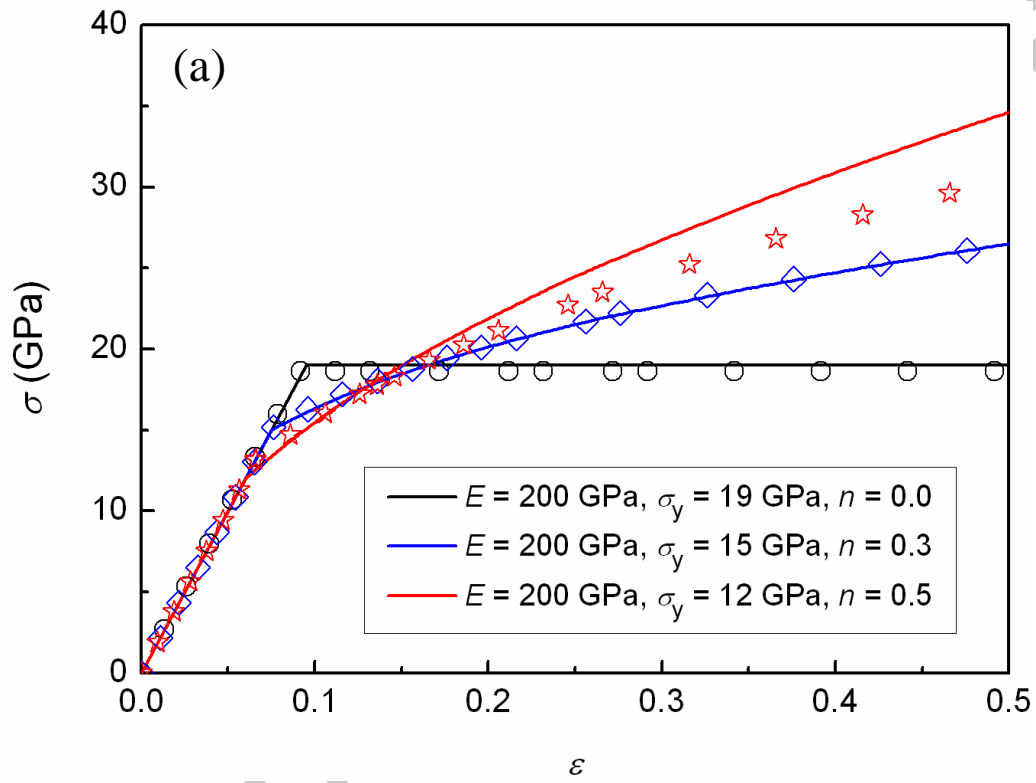 (a)
σ (GPa)
40
30
20
10
0
E = 200 GPa, σy = 19 GPa, n = 0.0
E = 200 GPa, σy = 15 GPa, n = 0.3
E = 200 GPa, σy = 12 GPa, n = 0.5
0.0 0.1 0.2 0.3 0.4 0.5
ε